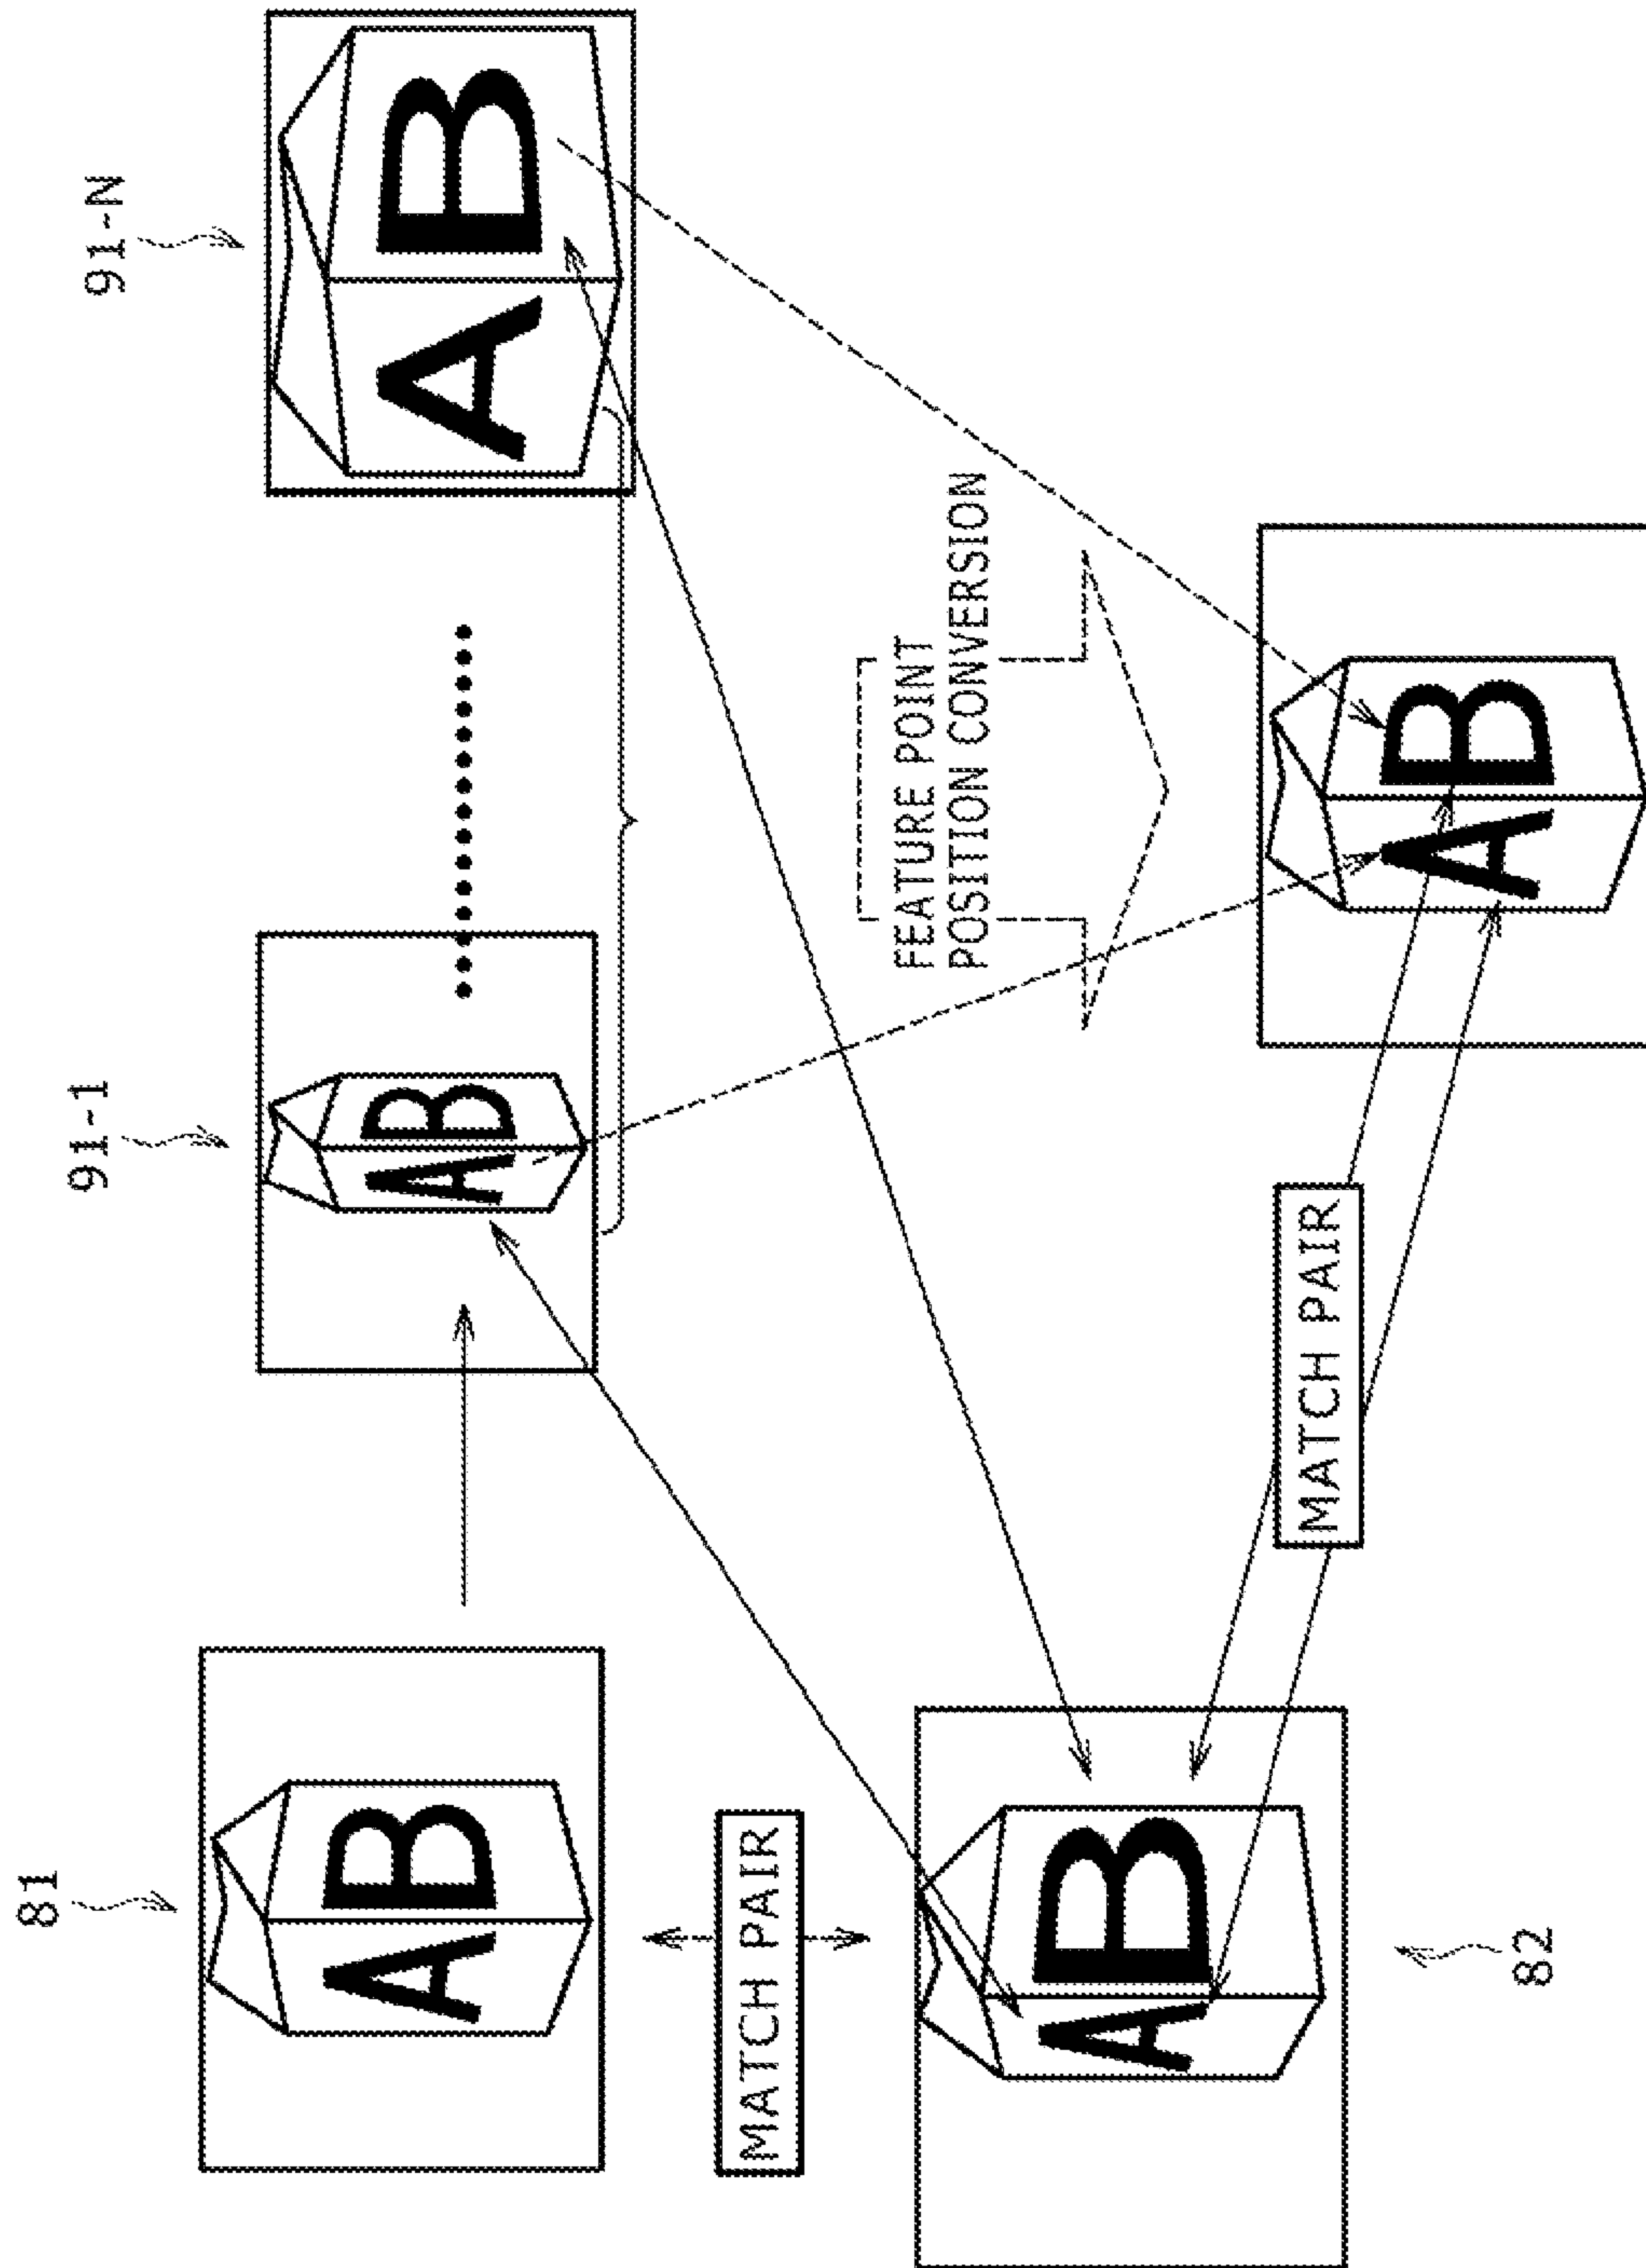 81
91-1
91-N
AB
AB
AB
MATCH PAIR
FEATURE POINT
POSITION CONVERSION
AB
MATCH PAIR
AB
82